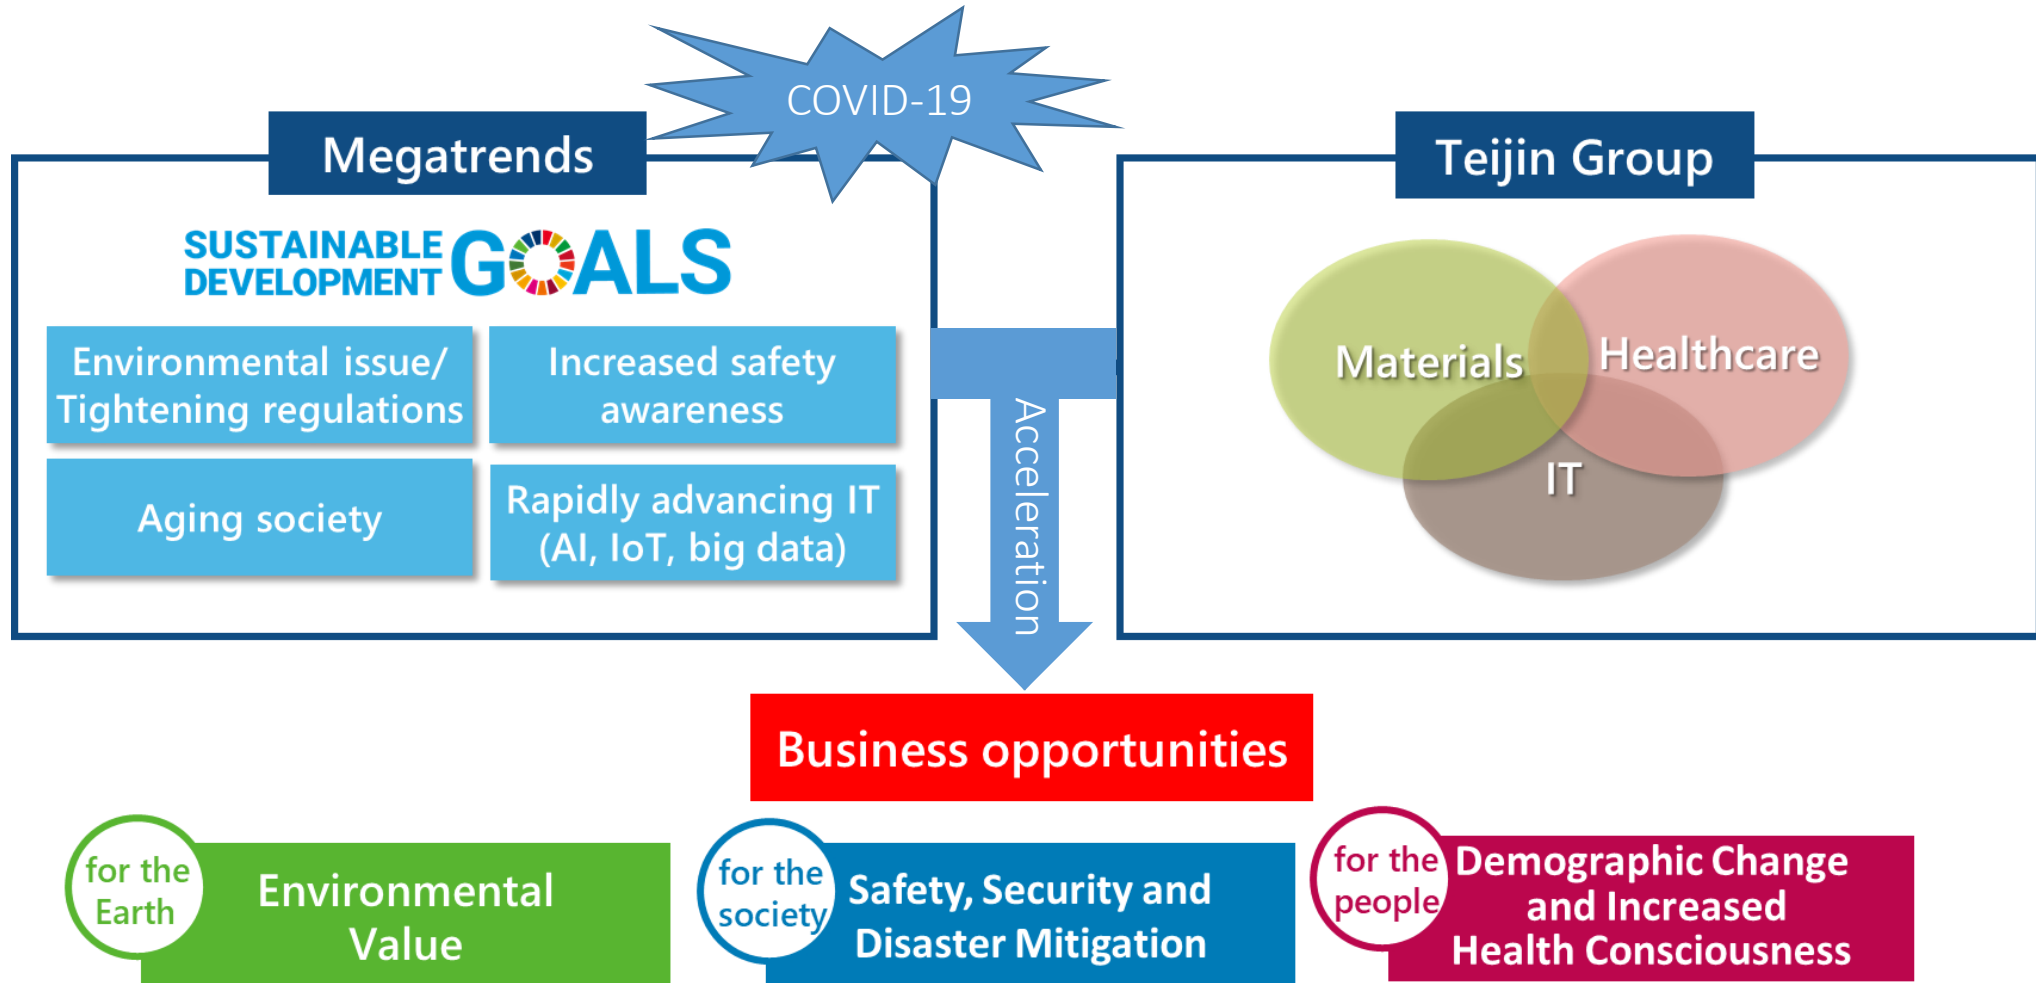 COVID-19
Megatrends
SUSTAINABLE
DEVELOPMENT
GOALS
Environmental issue/
Tightening regulations
Increased safety
awareness
Aging society
Rapidly advancing IT
(AI, IoT, big data)
Acceleration
Teijin Group
Materials
Healthcare
IT
Business opportunities
for the
Earth
Environmental
Value
for the
society
Safety, Security and
Disaster Mitigation
for the
people
Demographic Change
and Increased
Health Consciousness